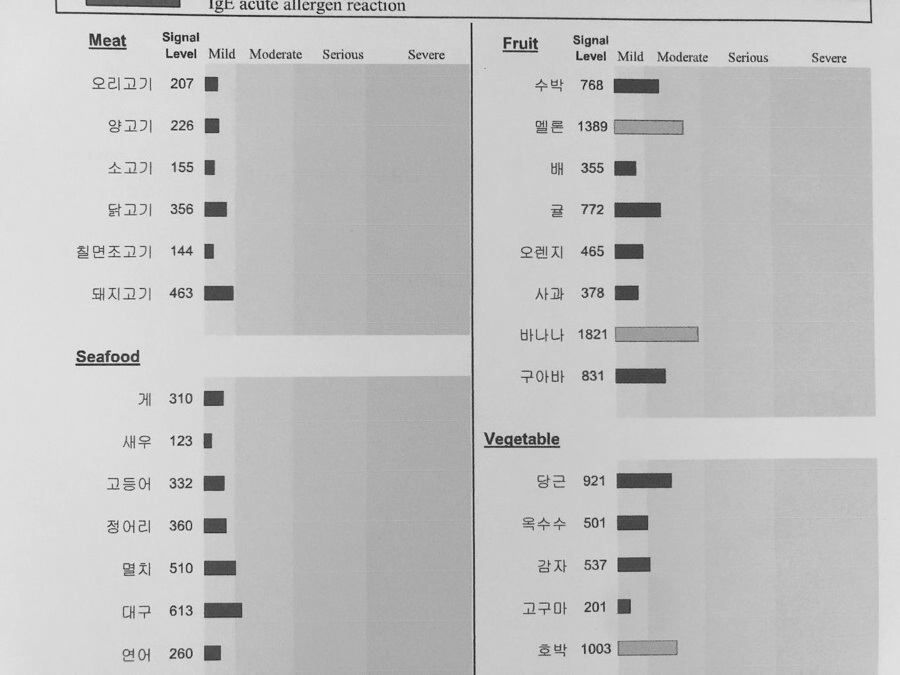 IgE acute allergen reaction
Meat
Signal Level
Mild Moderate Serious Severe
오리고기 207
양고기 226
소고기 155
닭고기 356
칠면조고기 144
돼지고기 463
Seafood
게 310
새우 123
고등어 332
정어리 360
멸치 510
대구 613
연어 260
Fruit
Signal Level
Mild Moderate Serious Severe
수박 768
멜론 1389
배 355
귤 772
오렌지 465
사과 378
바나나 1821
구아바 831
Vegetable
당근 921
옥수수 501
감자 537
고구마 201
호박 1003